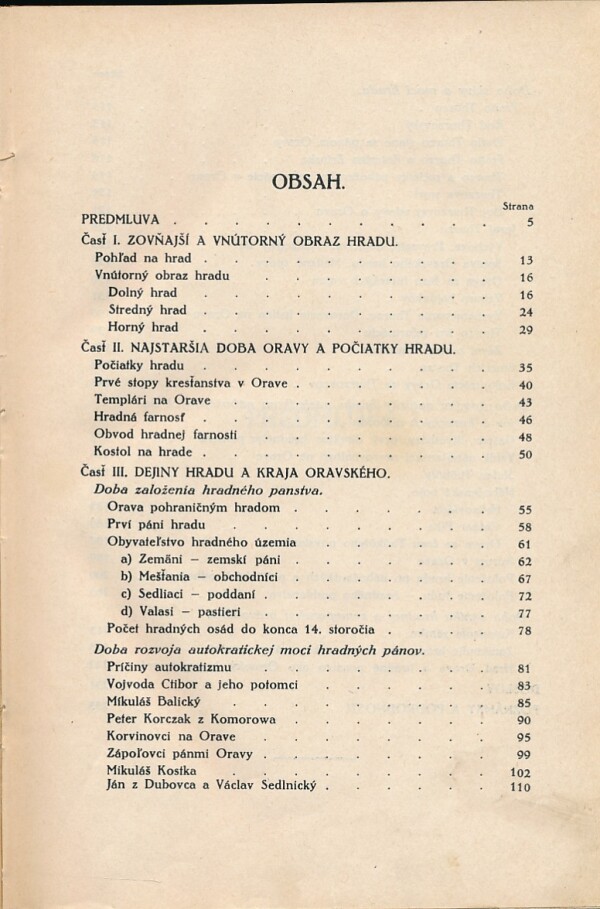 OBSAH.
Strana
PREDMLUVA . . . . . . . . . . . 5
Časť I. ZOVŇAJŠÍ A VNÚTORNÝ OBRAZ HRADU.
Pohľad na hrad . . . . . . . . . . 13
Vnútorný obraz hradu . . . . . . . . 16
Dolný hrad . . . . . . . . . . 16
Stredný hrad . . . . . . . . . . 24
Horný hrad . . . . . . . . . . 29
Časť II. NAJSTARŠIA DOBA ORAVY A POČIATKY HRADU.
Počiatky hradu . . . . . . . . . . 35
Prvé stopy kresťanstva v Orave . . . . . . . 40
Templári na Orave . . . . . . . . . 43
Hradná farnosť . . . . . . . . . . 46
Obvod hradnej farnosti . . . . . . . . 48
Kostol na hrade . . . . . . . . . . 50
Časť III. DEJINY HRADU A KRAJA ORAVSKÉHO.
Doba založenia hradného panstva.
Orava pohraničným hradom . . . . . . . 55
Prví páni hradu . . . . . . . . . 58
Obyvateľstvo hradného územia . . . . . . 61
a) Zemäni — zemskí páni . . . . . . . 62
b) Mešťania — obchodníci . . . . . . . 67
c) Sedliaci — poddaní . . . . . . . . 72
d) Valasi — pastieri . . . . . . . . 77
Počet hradných osád do konca 14. storočia . . . . 78
Doba rozvoja autokratickej moci hradných pánov.
Príčiny autokratizmu . . . . . . . . 81
Vojvoda Ctibor a jeho potomci . . . . . . 83
Mikuláš Balický . . . . . . . . . 85
Peter Korczak z Komorowa . . . . . . . 90
Korvinovci na Orave . . . . . . . . 95
Zápoľovci pánmi Oravy . . . . . . . . 99
Mikuláš Kostka . . . . . . . . . 102
Ján z Dubovca a Václav Sedlnický . . . . . . 110